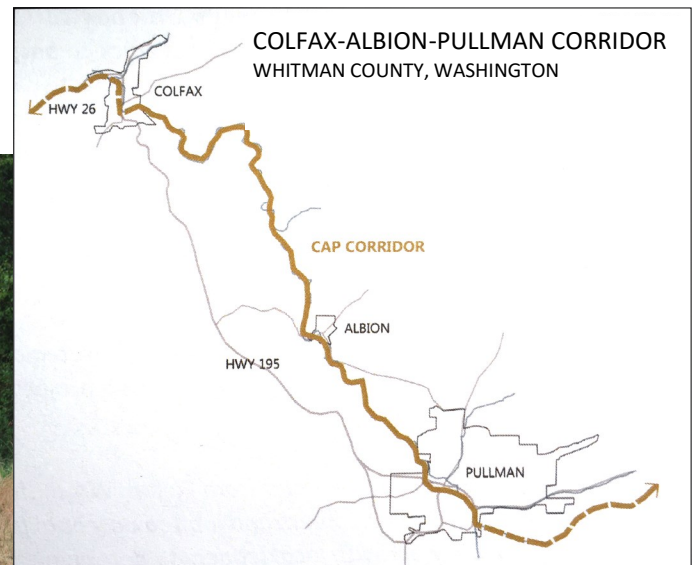 COLFAX-ALBION-PULLMAN CORRIDOR
WHITMAN COUNTY, WASHINGTON
COLFAX
HWY 26
CAP CORRIDOR
ALBION
HWY 195
PULLMAN